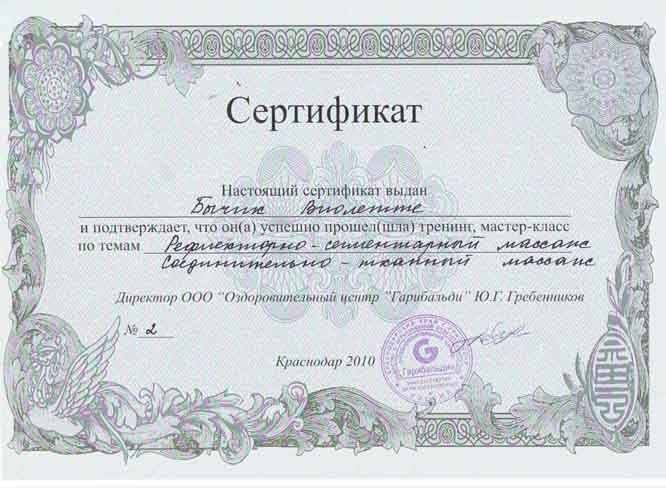 Сертификат
Настоящий сертификат выдан
Бычик Виолетте
и подтверждает, что он(а) успешно прошел(шла) тренинг, мастер-класс
по темам Рефлекторно-сегментарный массаж
Соединительно-тканный массаж
Директор ООО "Оздоровительный центр "Гарибальди" Ю.Г. Гребенников
№ 2
Гарибальди
Краснодар 2010